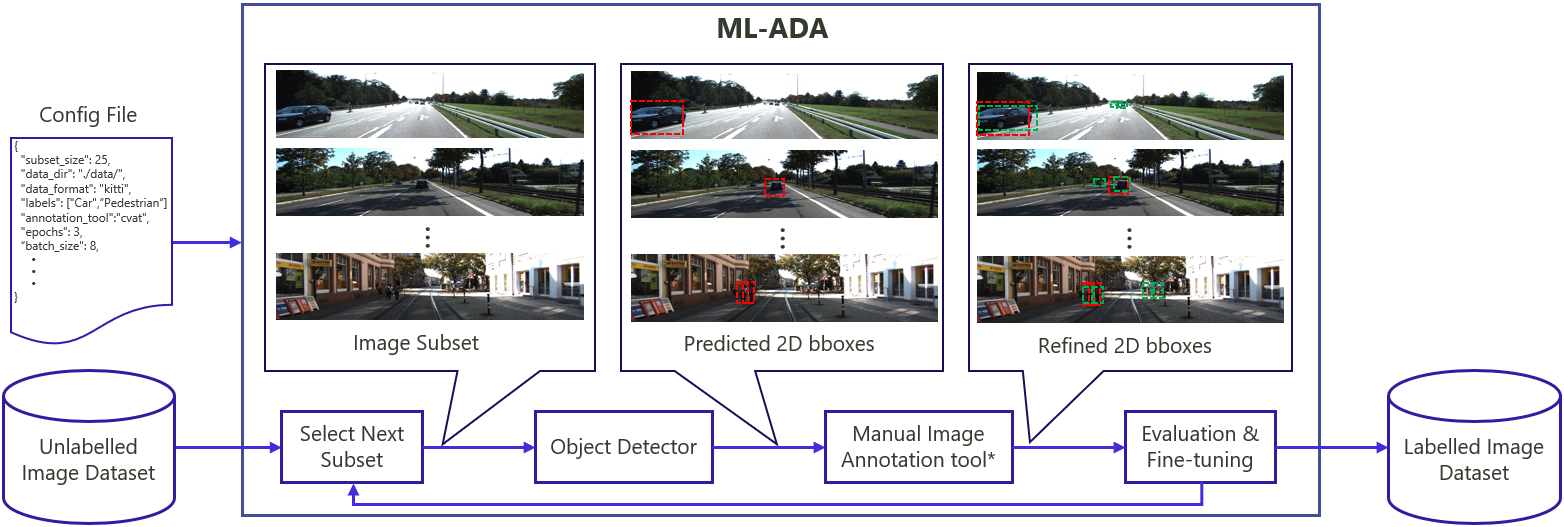 ML-ADA
Config File
{
"subset_size": 25,
"data_dir": "./data/",
"data_format": "kitti",
"labels": ["Car","Pedestrian"]
"annotation_tool":"cvat",
"epochs": 3,
"batch_size": 8,
}
Image Subset
Predicted 2D bboxes
Refined 2D bboxes
Unlabelled
Image Dataset
Select Next
Subset
Object Detector
Manual Image
Annotation tool*
Evaluation &
Fine-tuning
Labelled Image
Dataset